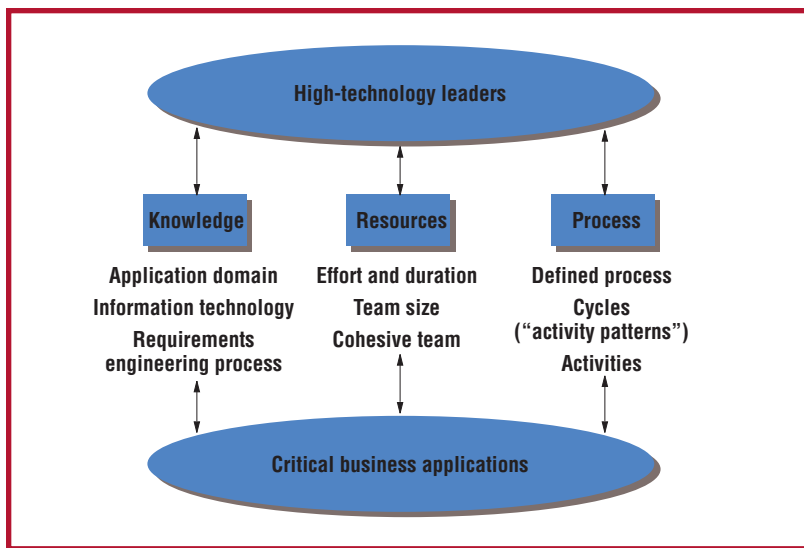 High-technology leaders
Knowledge
Application domain
Information technology
Requirements
engineering process
Resources
Effort and duration
Team size
Cohesive team
Process
Defined process
Cycles
(“activity patterns”)
Activities
Critical business applications